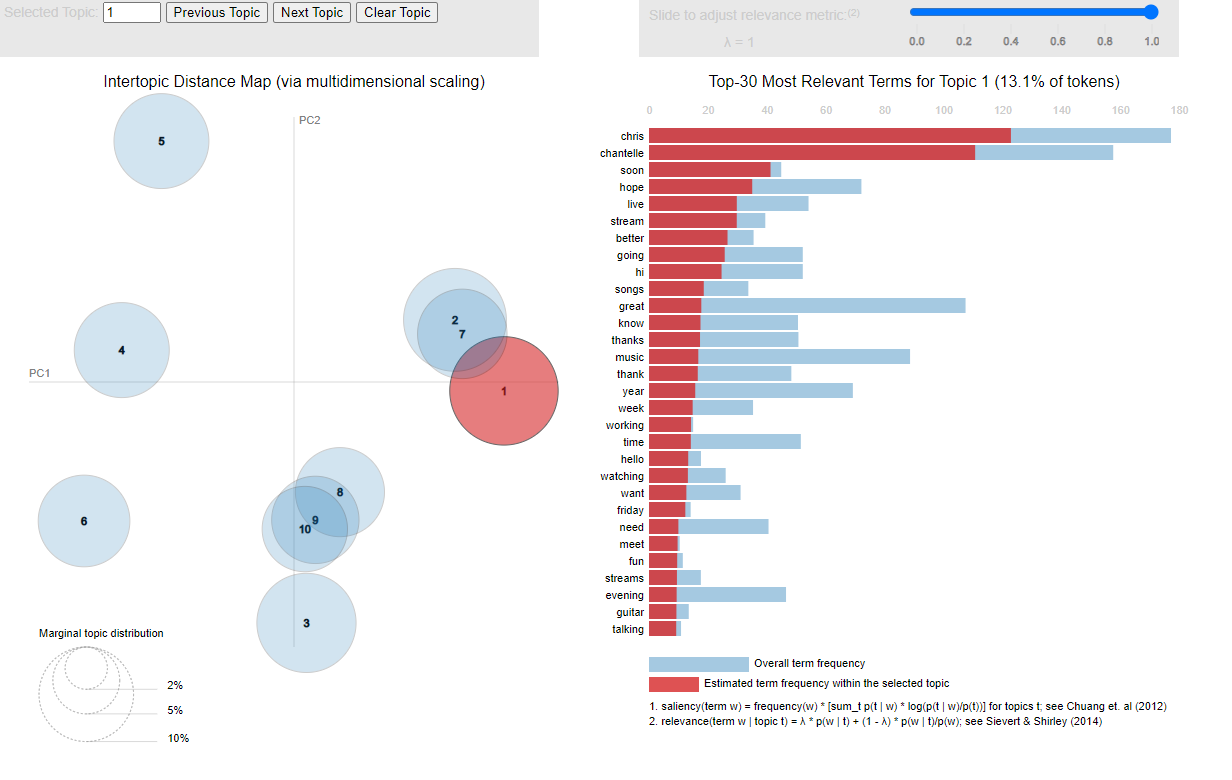 Selected Topic: 1 Previous Topic Next Topic Clear Topic
Slide to adjust relevance metric:(2)
λ = 1
0.0 0.2 0.4 0.6 0.8 1.0
Intertopic Distance Map (via multidimensional scaling)
PC2
PC1
5
2
7
4
1
8
9
10
6
3
Marginal topic distribution
2%
5%
10%
Top-30 Most Relevant Terms for Topic 1 (13.1% of tokens)
0 20 40 60 80 100 120 140 160 180
chris
chantelle
soon
hope
live
stream
better
going
hi
songs
great
know
thanks
music
thank
year
week
working
time
hello
watching
want
friday
need
meet
fun
streams
evening
guitar
talking
Overall term frequency
Estimated term frequency within the selected topic
1. saliency(term w) = frequency(w) * [sum_t p(t | w) * log(p(t | w)/p(t))] for topics t; see Chuang et. al (2012)
2. relevance(term w | topic t) = λ * p(w | t) + (1 - λ) * p(w | t)/p(w); see Sievert & Shirley (2014)